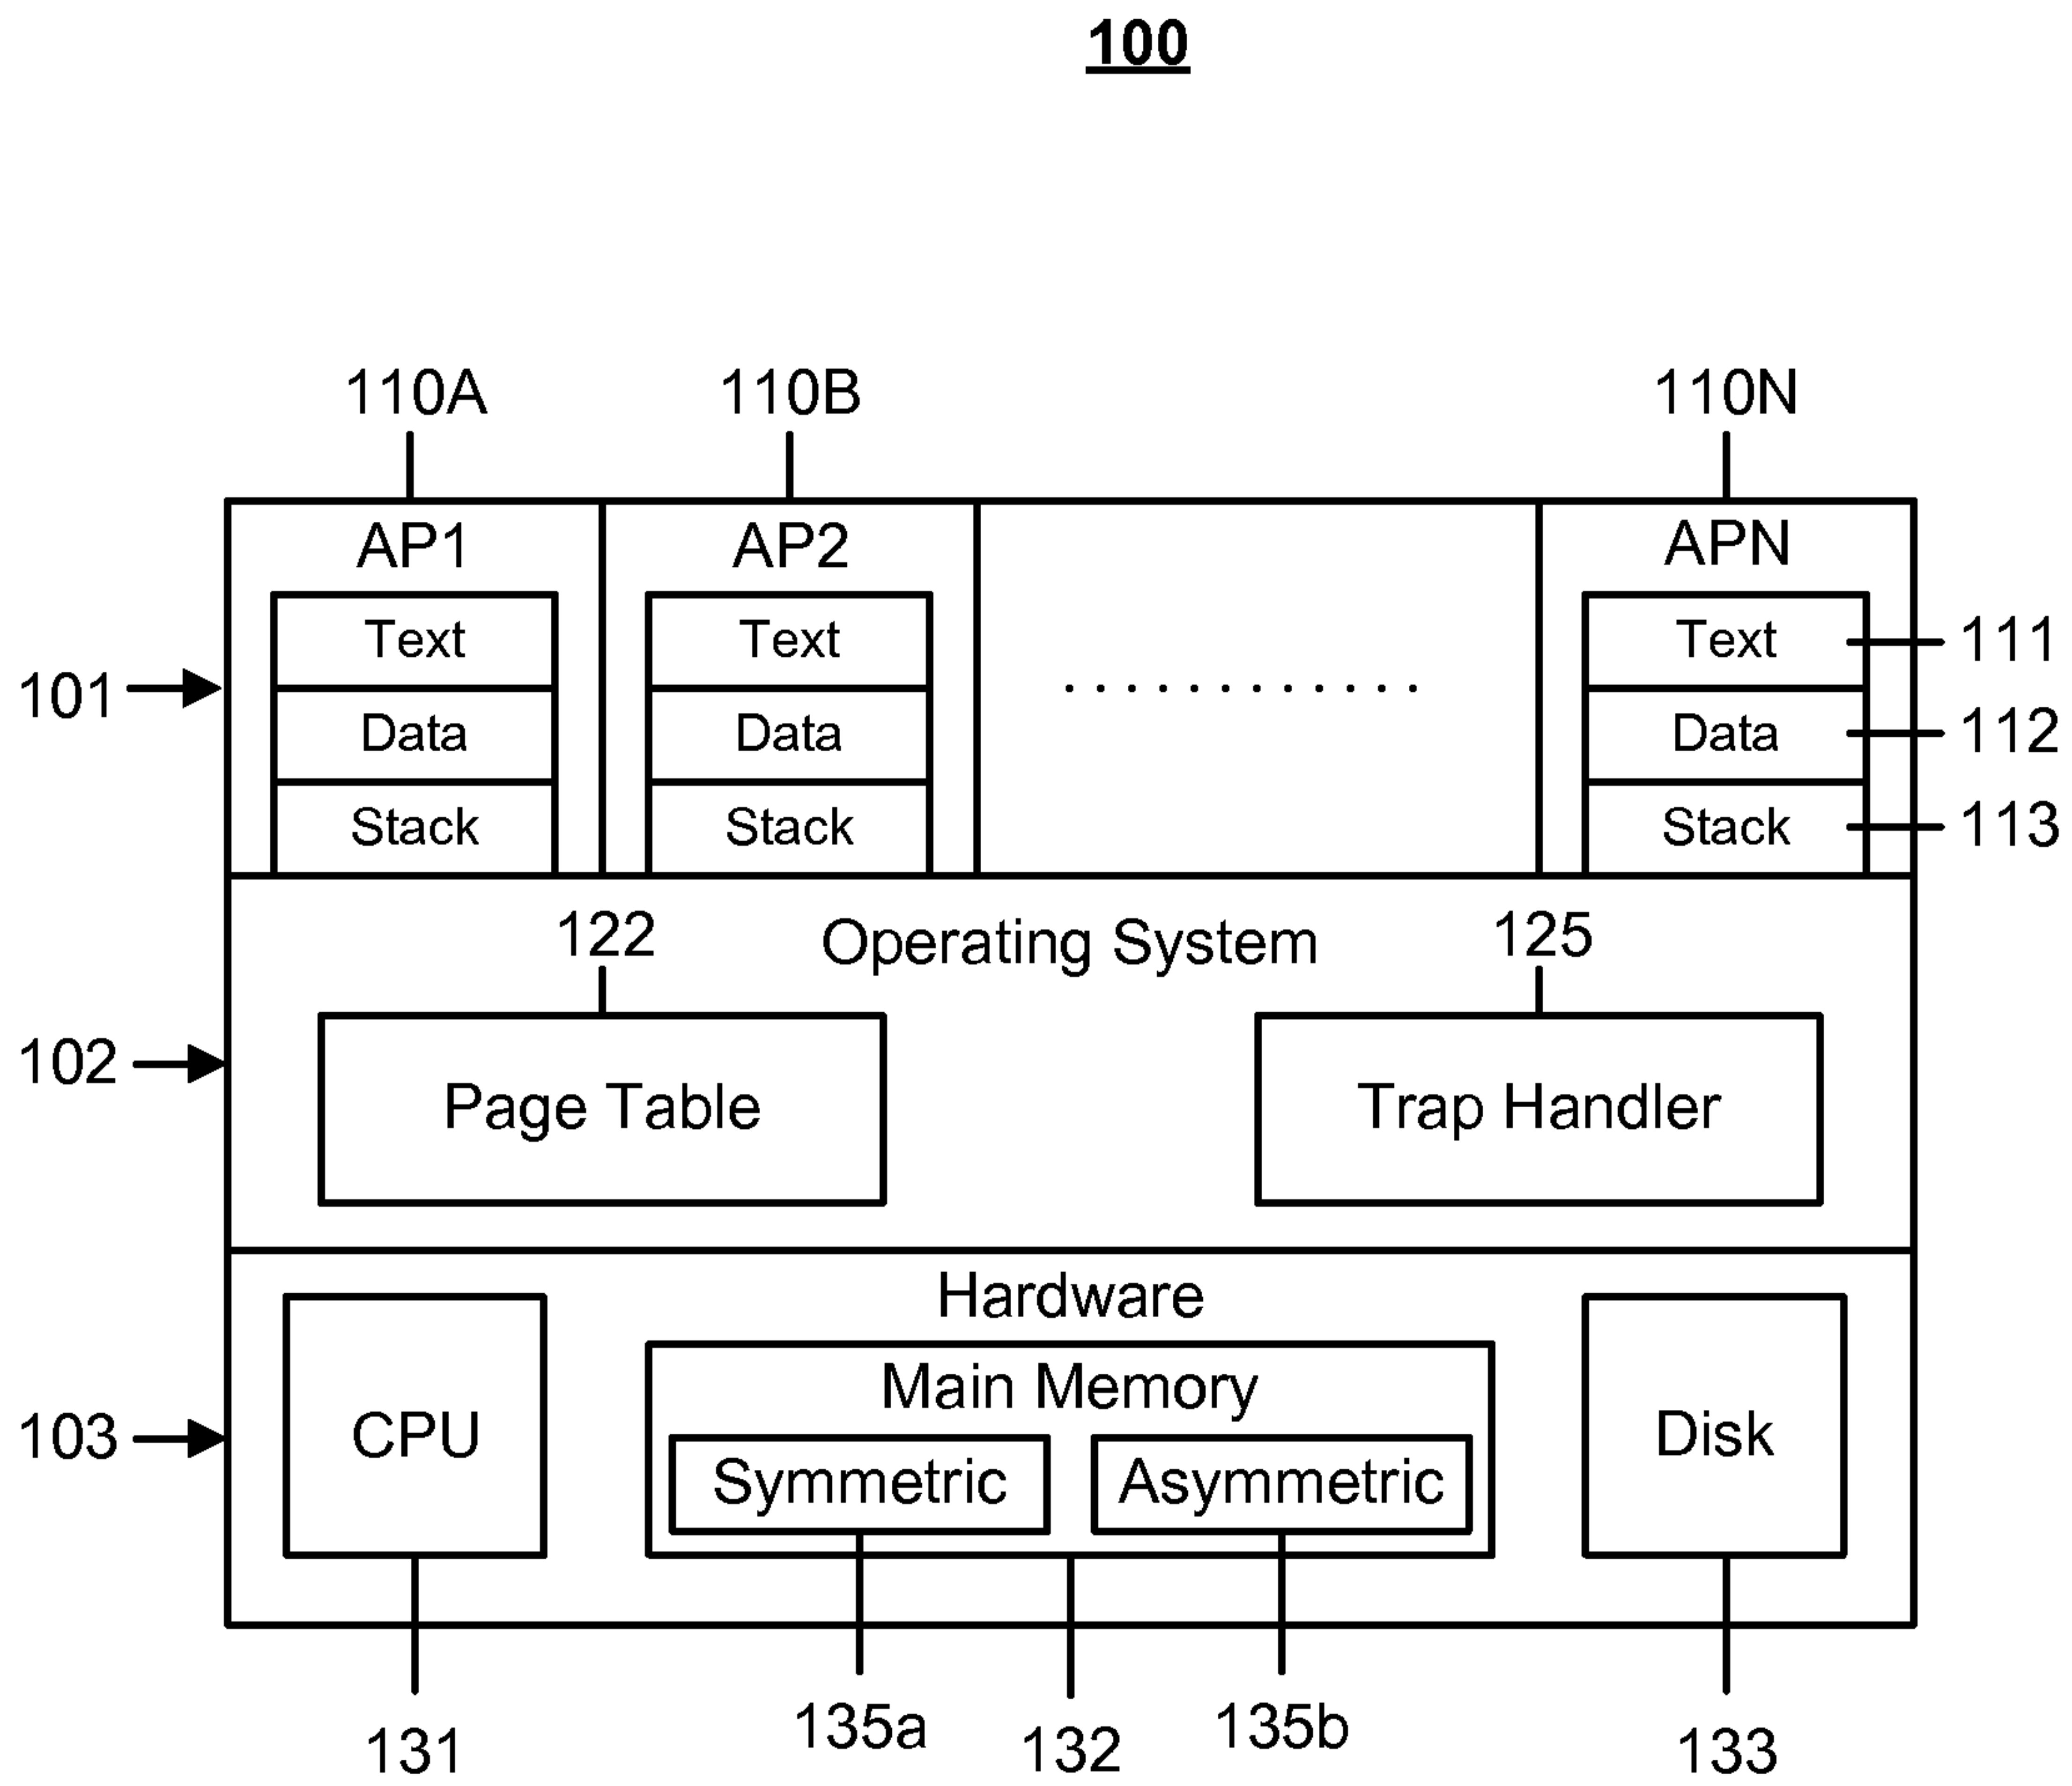 100
110A 110B 110N
AP1 AP2 APN
Text Text Text 111
101 ............ 
Data Data Data 112
Stack Stack Stack 113
122 Operating System 125
102
Page Table Trap Handler
Hardware
Main Memory
103 CPU Disk
Symmetric Asymmetric
135a 135b
131 132 133